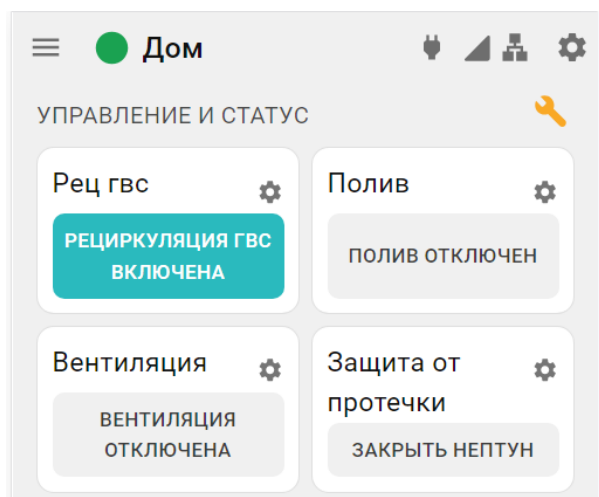 Дом
УПРАВЛЕНИЕ И СТАТУС
Рец гвс
РЕЦИРКУЛЯЦИЯ ГВС
ВКЛЮЧЕНА
Полив
ПОЛИВ ОТКЛЮЧЕН
Вентиляция
ВЕНТИЛЯЦИЯ
ОТКЛЮЧЕНА
Защита от
протечки
ЗАКРЫТЬ НЕПТУН